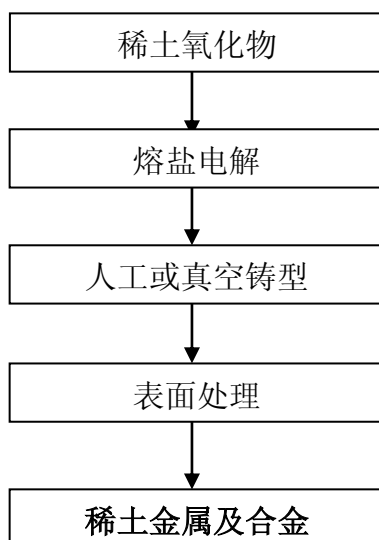 稀土氧化物
熔盐电解
人工或真空铸型
表面处理
稀土金属及合金